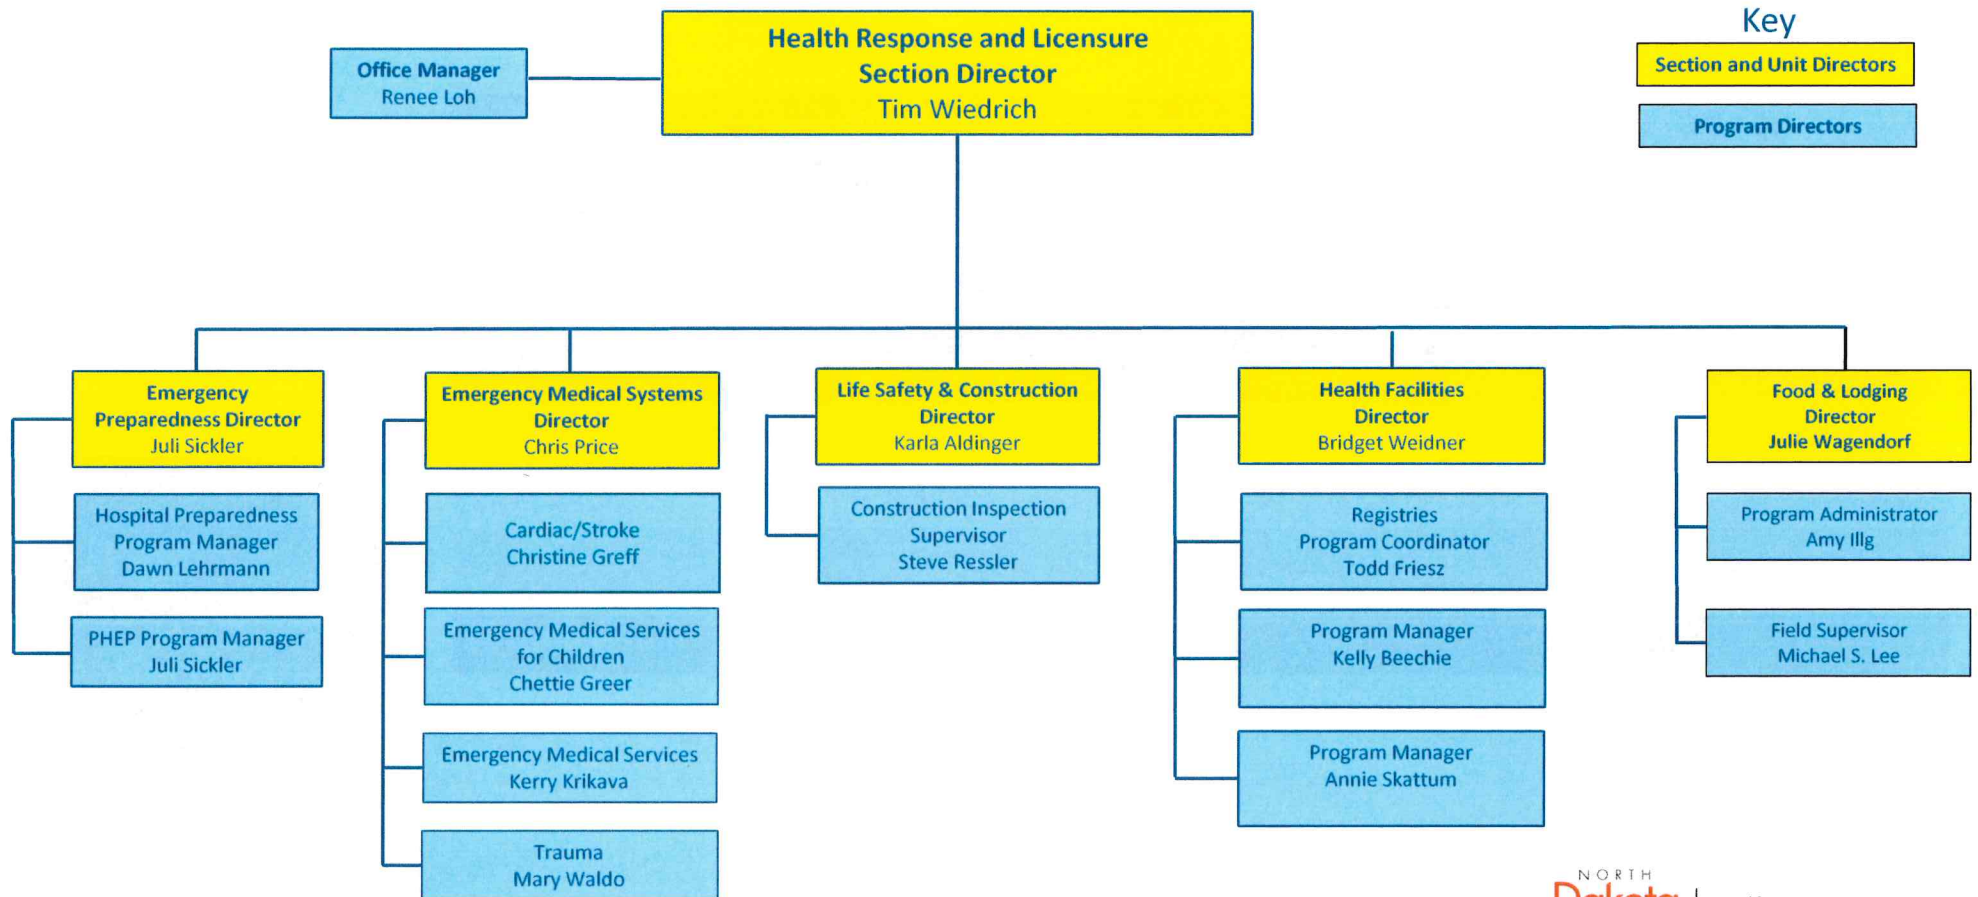 Health Response and Licensure
Section Director
Tim Wiedrich
Office Manager
Renee Loh
Key
Section and Unit Directors
Program Directors
Emergency
Preparedness Director
Juli Sickler
Hospital Preparedness
Program Manager
Dawn Lehrmann
PHEP Program Manager
Juli Sickler
Emergency Medical Systems
Director
Chris Price
Cardiac/Stroke
Christine Greff
Emergency Medical Services
for Children
Chettie Greer
Emergency Medical Services
Kerry Krikava
Trauma
Mary Waldo
Life Safety & Construction
Director
Karla Aldinger
Construction Inspection
Supervisor
Steve Ressler
Health Facilities
Director
Bridget Weidner
Registries
Program Coordinator
Todd Friesz
Program Manager
Kelly Beechie
Program Manager
Annie Skattum
Food & Lodging
Director
Julie Wagendorf
Program Administrator
Amy Illg
Field Supervisor
Michael S. Lee
NORTH
Dakota